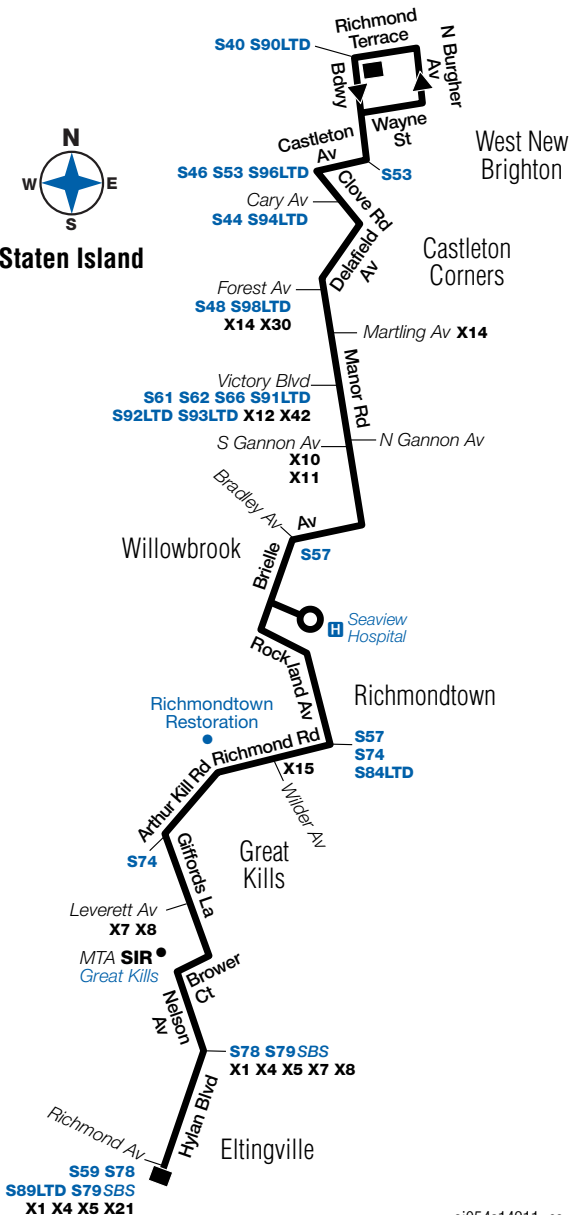 Richmond
Terrace
N Burgher
Av
S40 S90LTD
Bdwy
Wayne
St
Castleton
Av
West New
Brighton
N
W E
S
Staten Island
S46 S53 S96LTD
S53
Clove Rd
Cary Av
S44 S94LTD
Delafield
Av
Castleton
Corners
Forest Av
S48 S98LTD
X14 X30
Martling Av X14
Manor Rd
Victory Blvd
S61 S62 S66 S91LTD
S92LTD S93LTD X12 X42
S Gannon Av
X10
X11
N Gannon Av
Bradley Av
Av
Brielle
S57
Willowbrook
H Seaview
Hospital
Rockland Av
Richmondtown
Richmondtown
Restoration
Richmond Rd
S57
S74
S84LTD
X15
Wilder Av
Arthur Kill Rd
S74
Great
Kills
Giffords La
Leverett Av
X7 X8
MTA SIR
Great Kills
Brower
Ct
Nelson
Av
S78 S79SBS
X1 X4 X5 X7 X8
Hylan Blvd
Richmond Av
Eltingville
S59 S78
S89LTD S79SBS
X1 X4 X5 X21